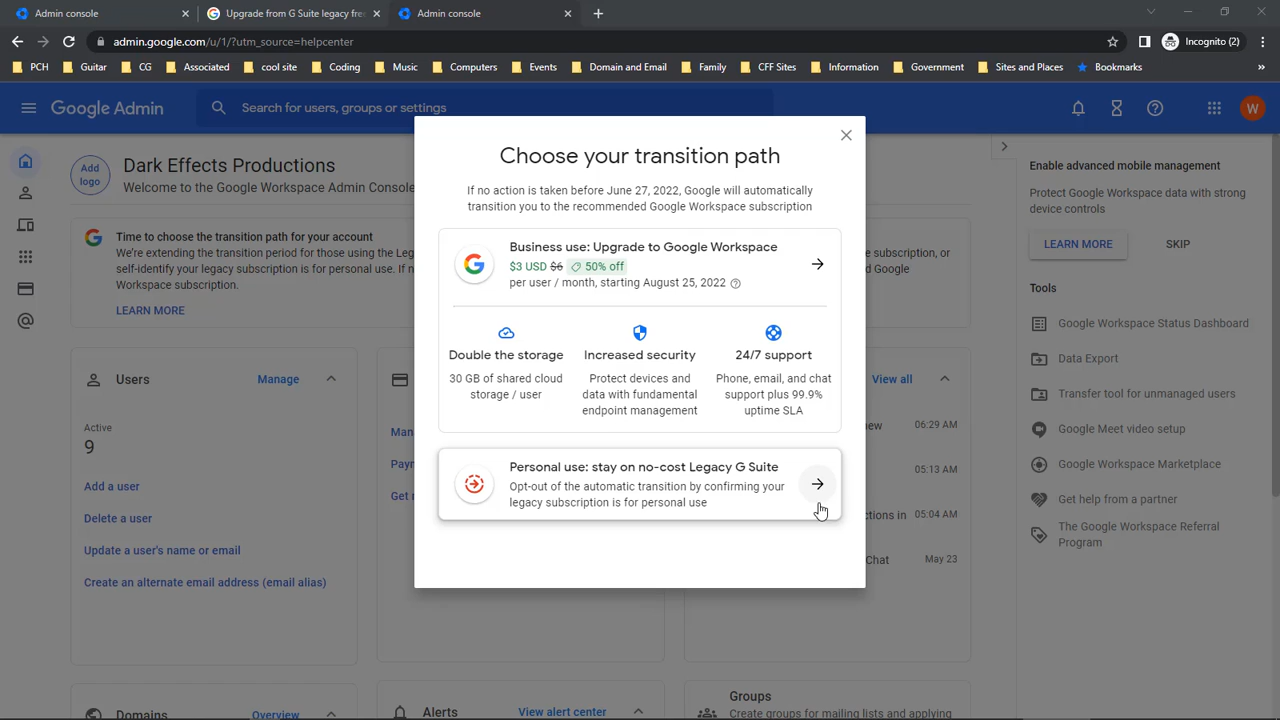 Admin console
Upgrade from G Suite legacy fre
Admin console
admin.google.com/u/1/?utm_source=helpcenter
Incognito (2)
PCH
Guitar
CG
Associated
cool site
Coding
Music
Computers
Events
Domain and Email
Family
CFF Sites
Information
Government
Sites and Places
Bookmarks
»
Google Admin
Search for users, groups or settings
W
Add
logo
Dark Effects Productions
Welcome to the Google Workspace Admin Console
Time to choose the transition path for your account
We're extending the transition period for those using the Leg
self-identify your legacy subscription is for personal use. If n
Workspace subscription.
LEARN MORE
e subscription, or
ed Google
Users
Manage
Active
9
Add a user
Delete a user
Update a user's name or email
Create an alternate email address (email alias)
Man
Paym
Get
View all
new
06:29 AM
05:13 AM
ctions in
05:04 AM
Chat
May 23
Choose your transition path
If no action is taken before June 27, 2022, Google will automatically
transition you to the recommended Google Workspace subscription
Business use: Upgrade to Google Workspace
$3 USD $6 50% off
per user / month, starting August 25, 2022
Double the storage
30 GB of shared cloud
storage / user
Increased security
Protect devices and
data with fundamental
endpoint management
24/7 support
Phone, email, and chat
support plus 99.9%
uptime SLA
Personal use: stay on no-cost Legacy G Suite
Opt-out of the automatic transition by confirming your
legacy subscription is for personal use
Enable advanced mobile management
Protect Google Workspace data with strong
device controls
LEARN MORE
SKIP
Tools
Google Workspace Status Dashboard
Data Export
Transfer tool for unmanaged users
Google Meet video setup
Google Workspace Marketplace
Get help from a partner
The Google Workspace Referral
Program
Domains
Overview
Alerts
View alert center
Groups
Create groups for mailing lists and applying